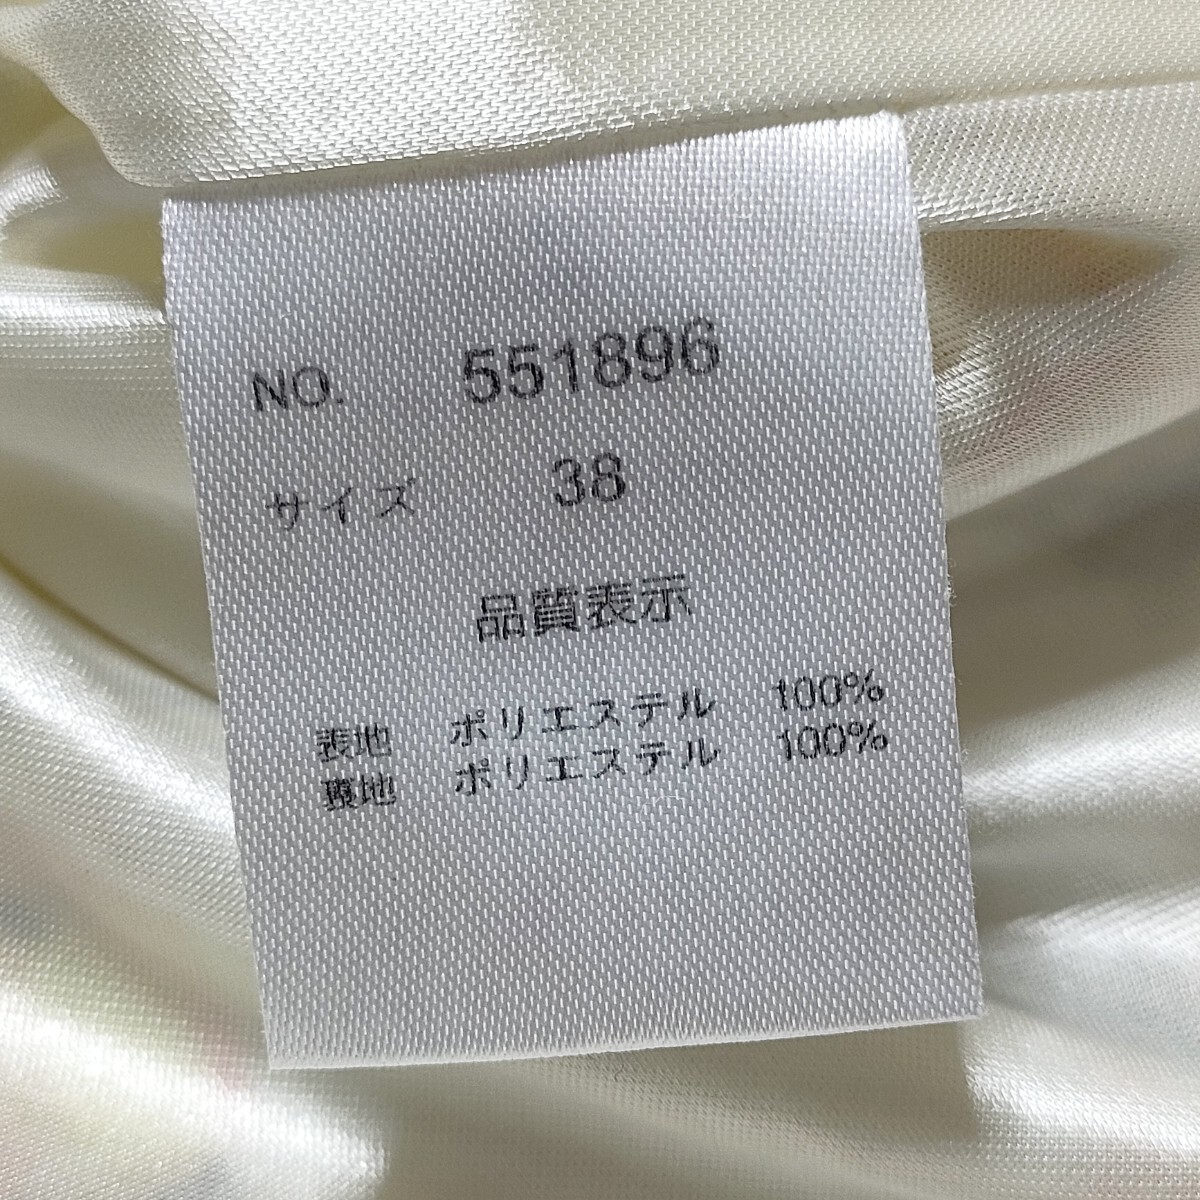 NO. 551896
サイズ 38
品質表示
表地 ポリエステル 100%
裏地 ポリエステル 100%